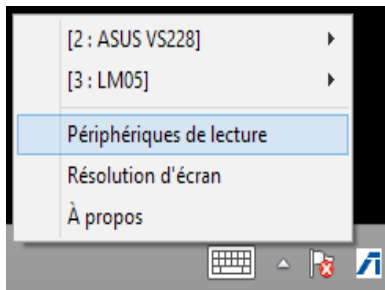 [2 : ASUS VS228]
[3 : LM05]
Périphériques de lecture
Résolution d'écran
À propos